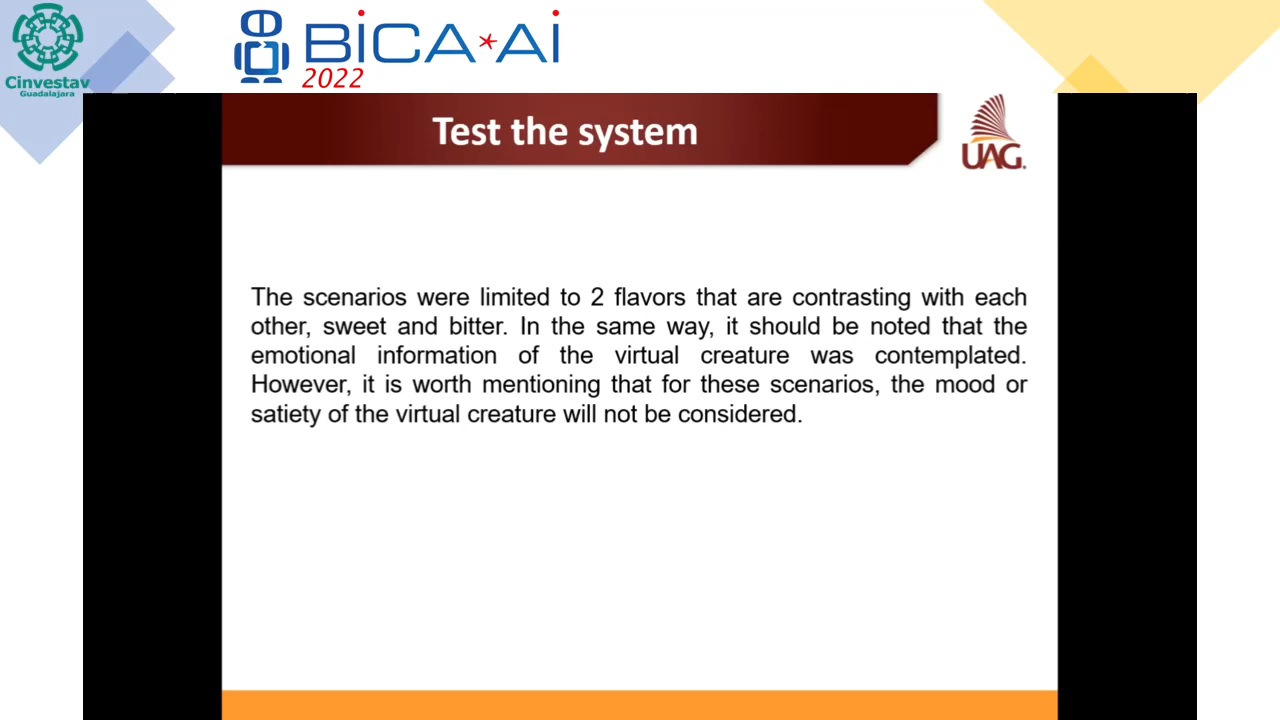 Cinvestav
Guadalajara
BiCA*Ai
2022
Test the system
UAG
The scenarios were limited to 2 flavors that are contrasting with each
other, sweet and bitter. In the same way, it should be noted that the
emotional information of the virtual creature was contemplated.
However, it is worth mentioning that for these scenarios, the mood or
satiety of the virtual creature will not be considered.